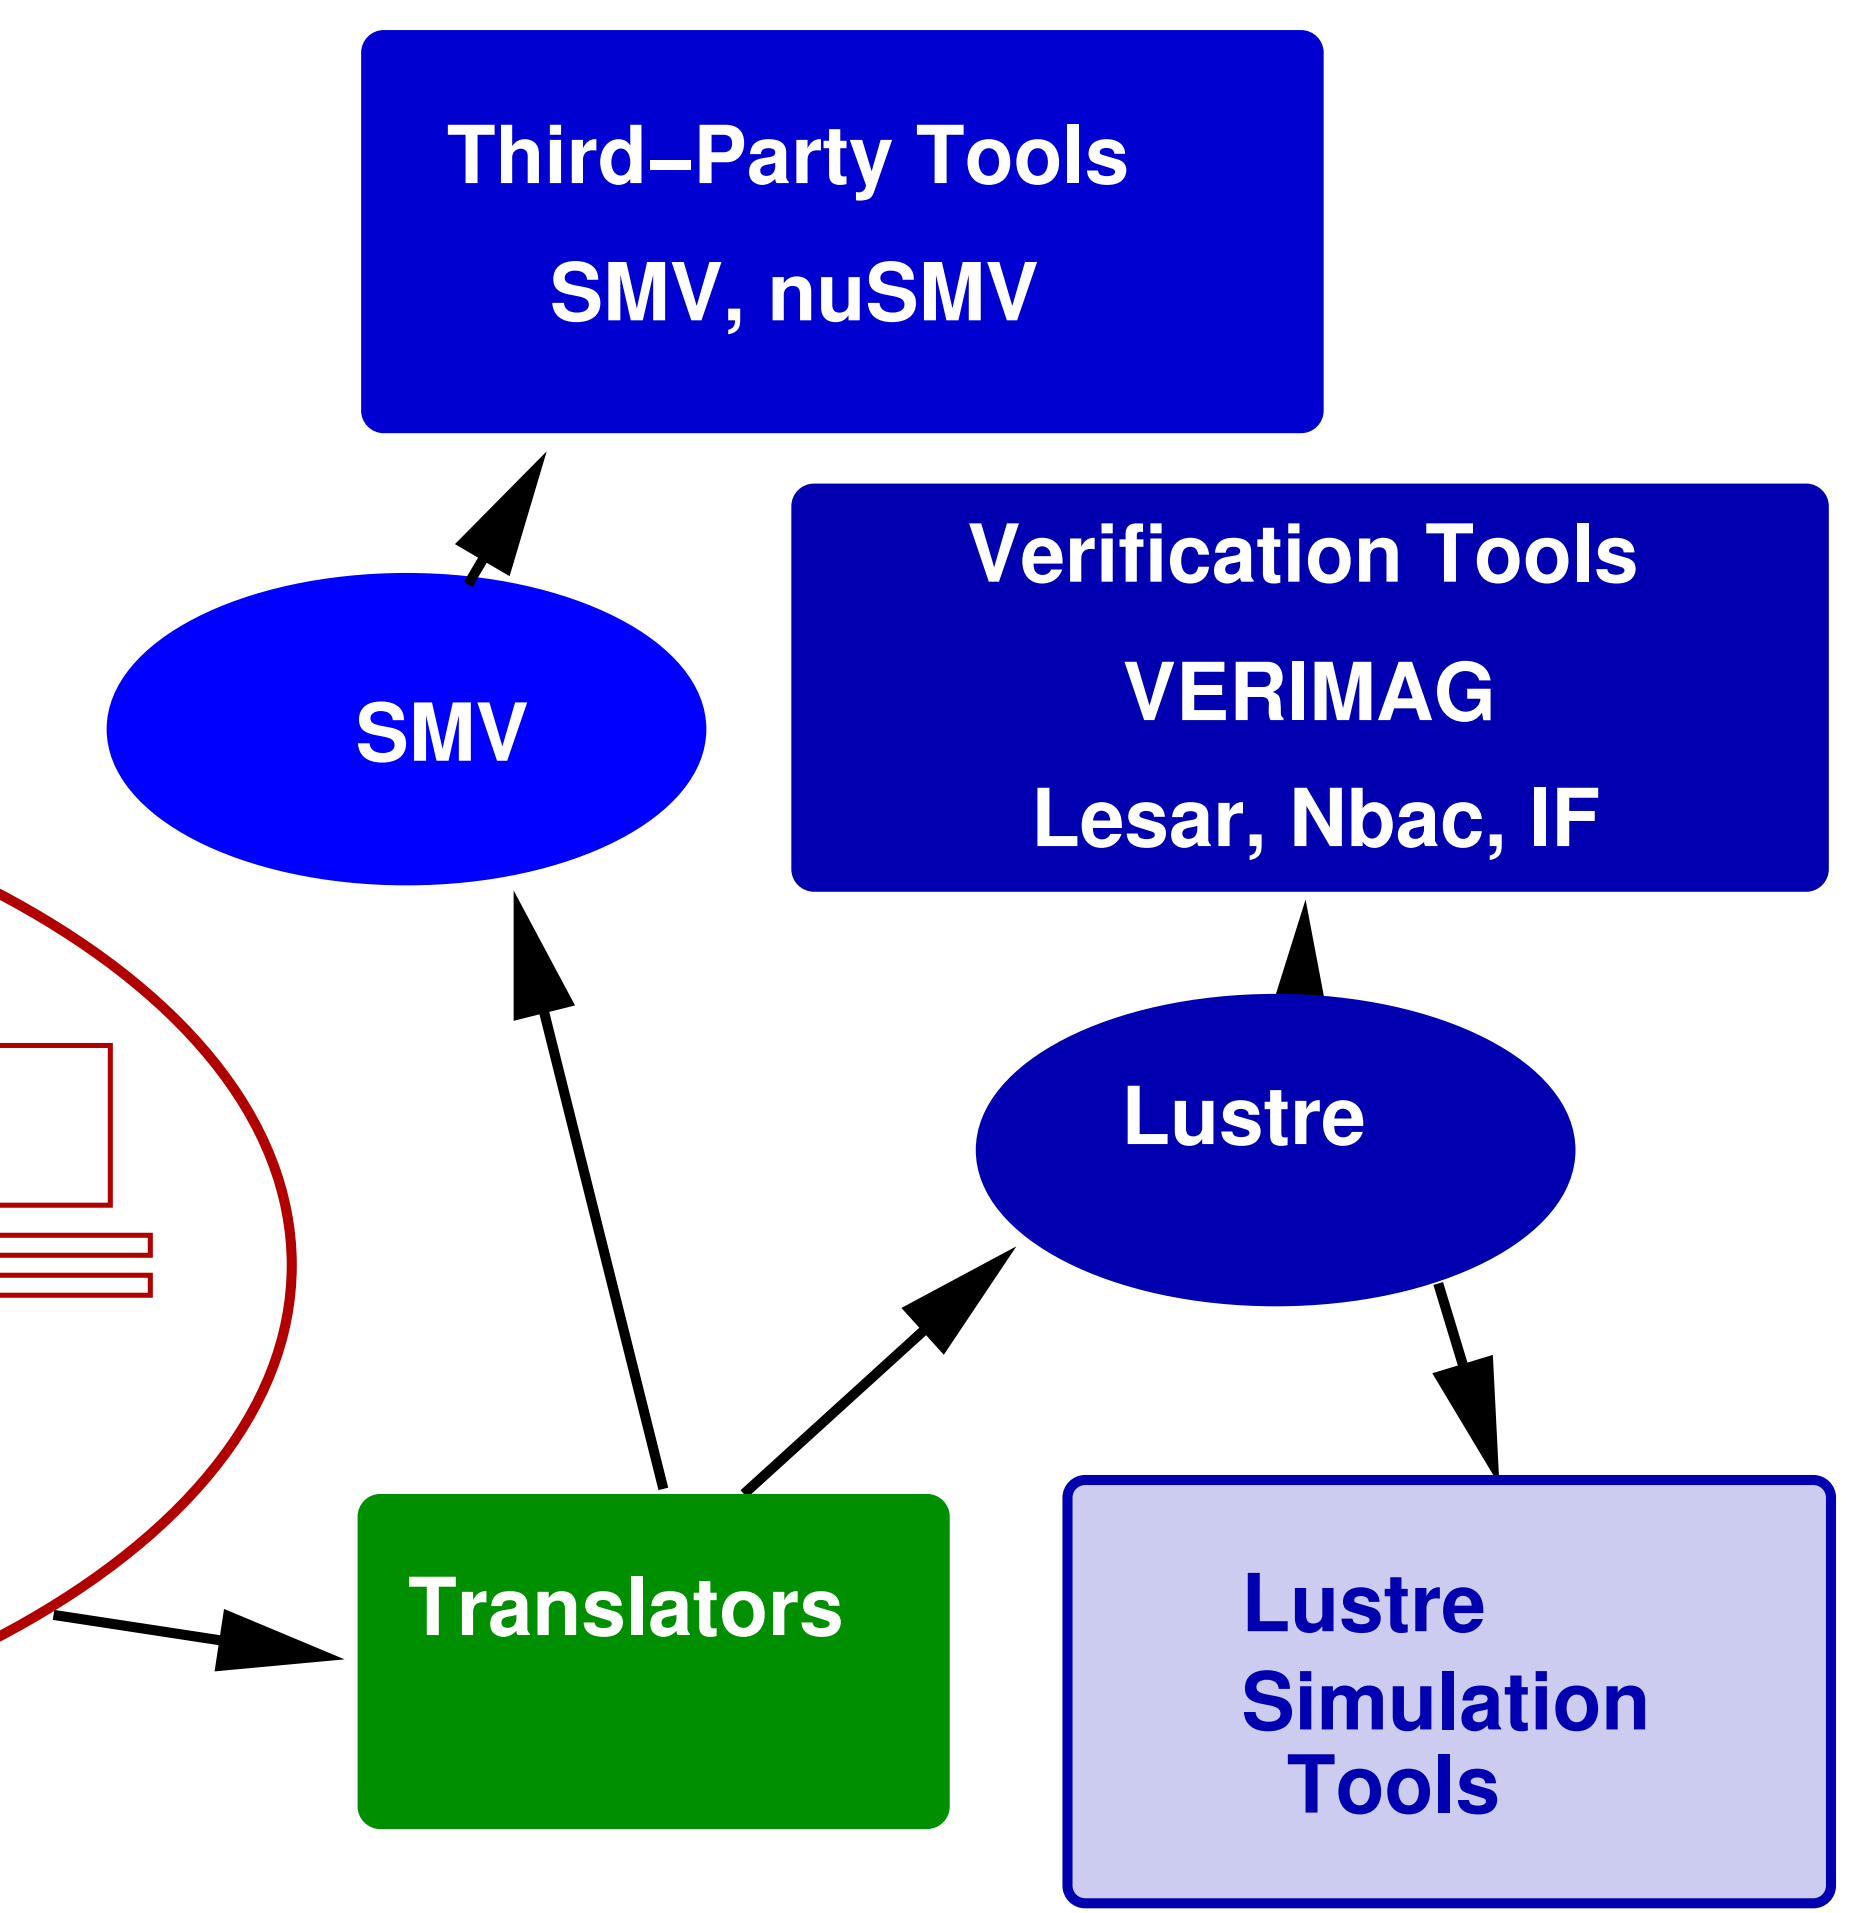 Third–Party Tools
SMV, nuSMV
Verification Tools
VERIMAG
Lesar, Nbac, IF
SMV
Lustre
Translators
Lustre
Simulation
Tools